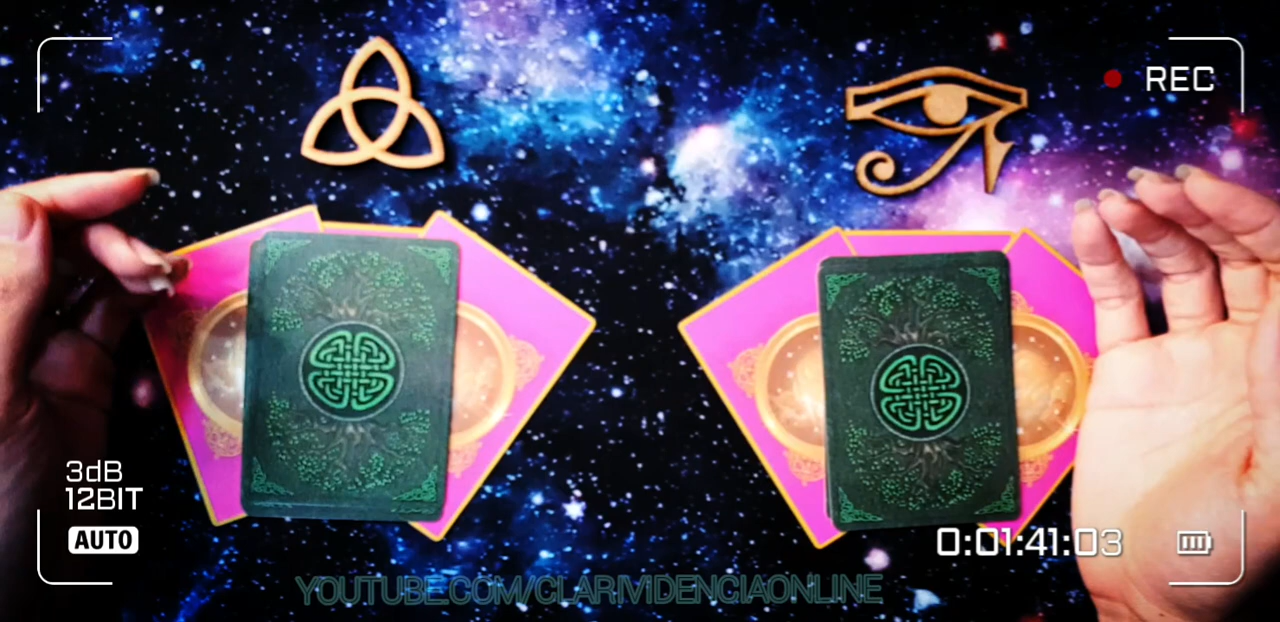 REC
3dB
12BIT
AUTO
0:01:41:03
YOUTUBE.COM/CLARIVIDENCIAONLINE